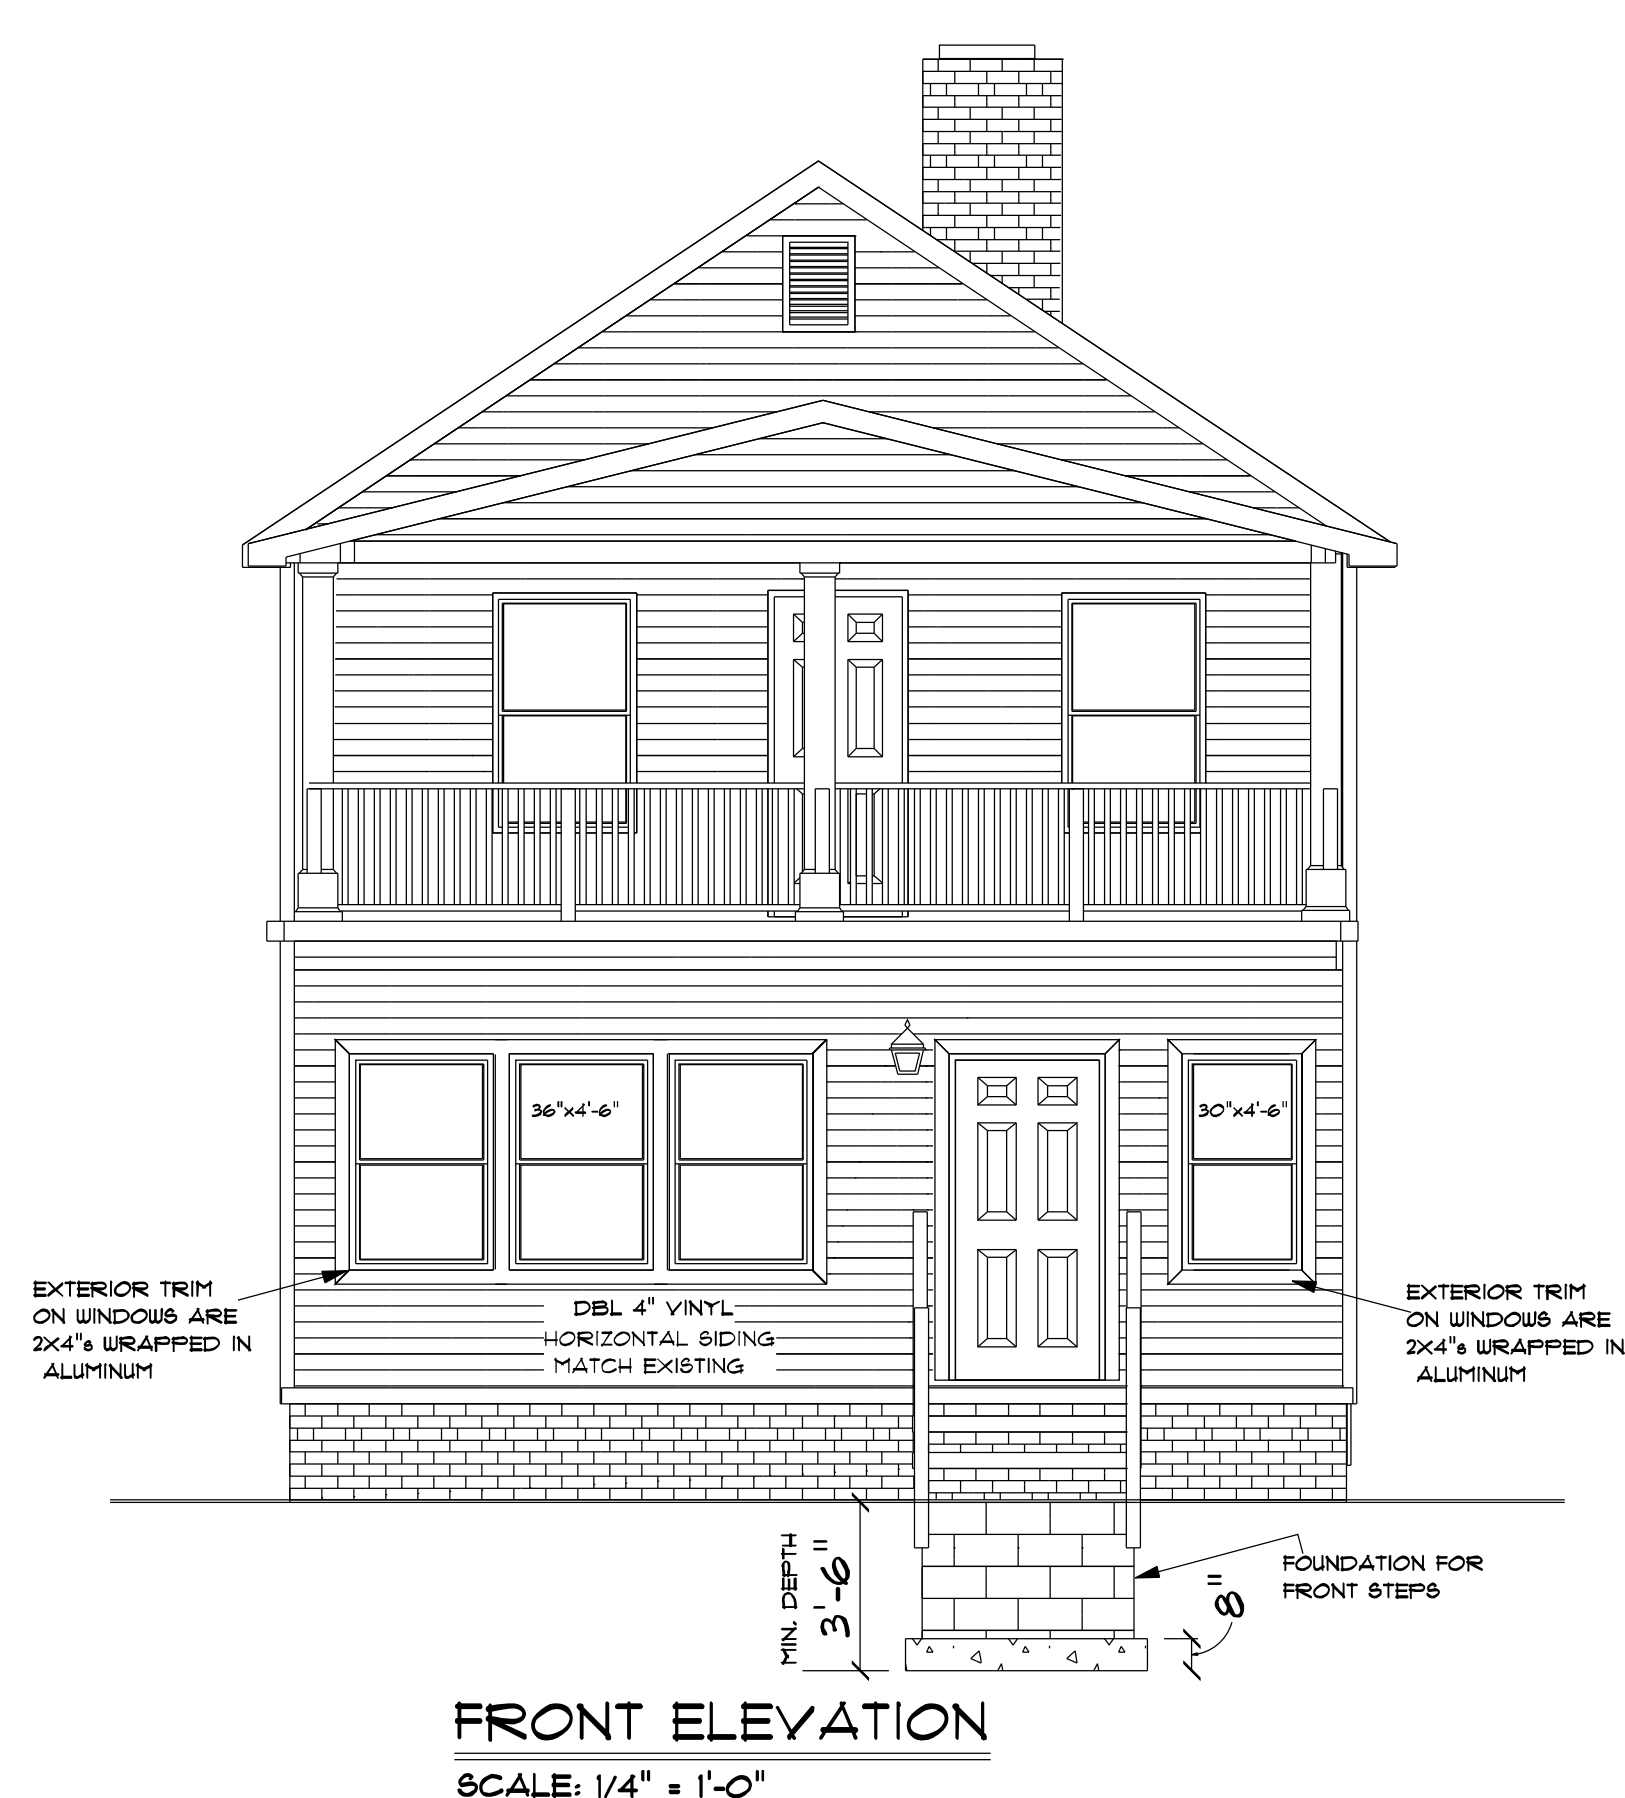 36"x4'-6"
30"x4'-6"
EXTERIOR TRIM
ON WINDOWS ARE
2X4"s WRAPPED IN
ALUMINUM
DBL 4" VINYL
HORIZONTAL SIDING
MATCH EXISTING
EXTERIOR TRIM
ON WINDOWS ARE
2X4"s WRAPPED IN
ALUMINUM
MIN. DEPTH
3'-6"
8"
FOUNDATION FOR
FRONT STEPS
FRONT ELEVATION
SCALE: 1/4" = 1'-0"